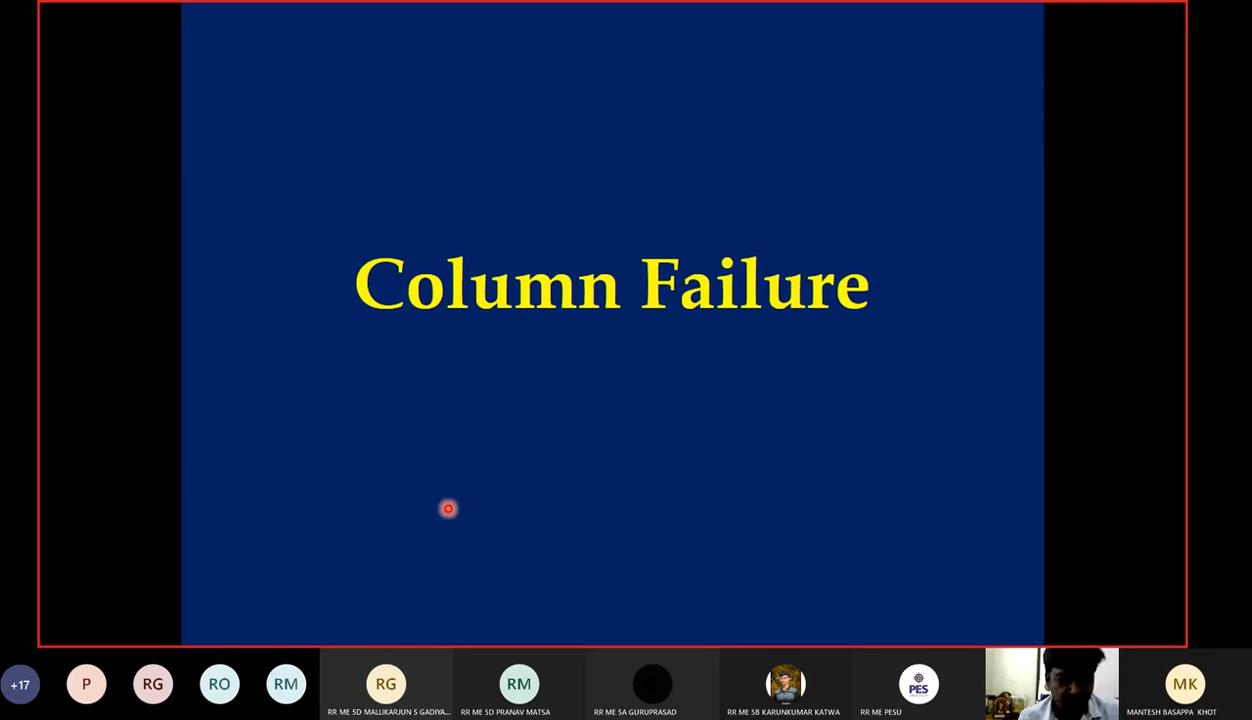 Column Failure
+17
P
RG
RO
RM
RG
RM
PES
MK
RR ME 5D MALLIKARJUN S GADIYA...
RR ME 5D PRANAV MATSA
RR ME 5A GURUPRASAD
RR ME 5B KARUNKUMAR KATWA
RR ME PESU
MANTESH BASAPPA KHOT